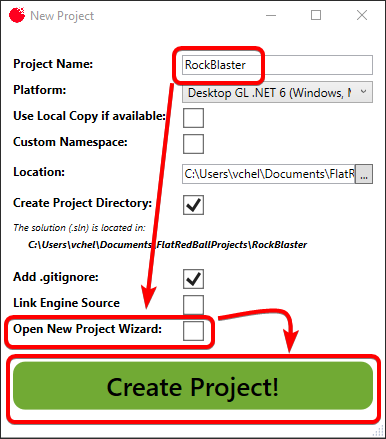 New Project
Project Name: RockBlaster
Platform: Desktop GL .NET 6 (Windows, M
Use Local Copy if available:
Custom Namespace:
Location: C:\Users\vchel\Documents\FlatRe ...
Create Project Directory:
The solution (.sln) is located in:
C:\Users\vchel\Documents\FlatRedBallProjects\RockBlaster
Add .gitignore:
Link Engine Source
Open New Project Wizard:
Create Project!